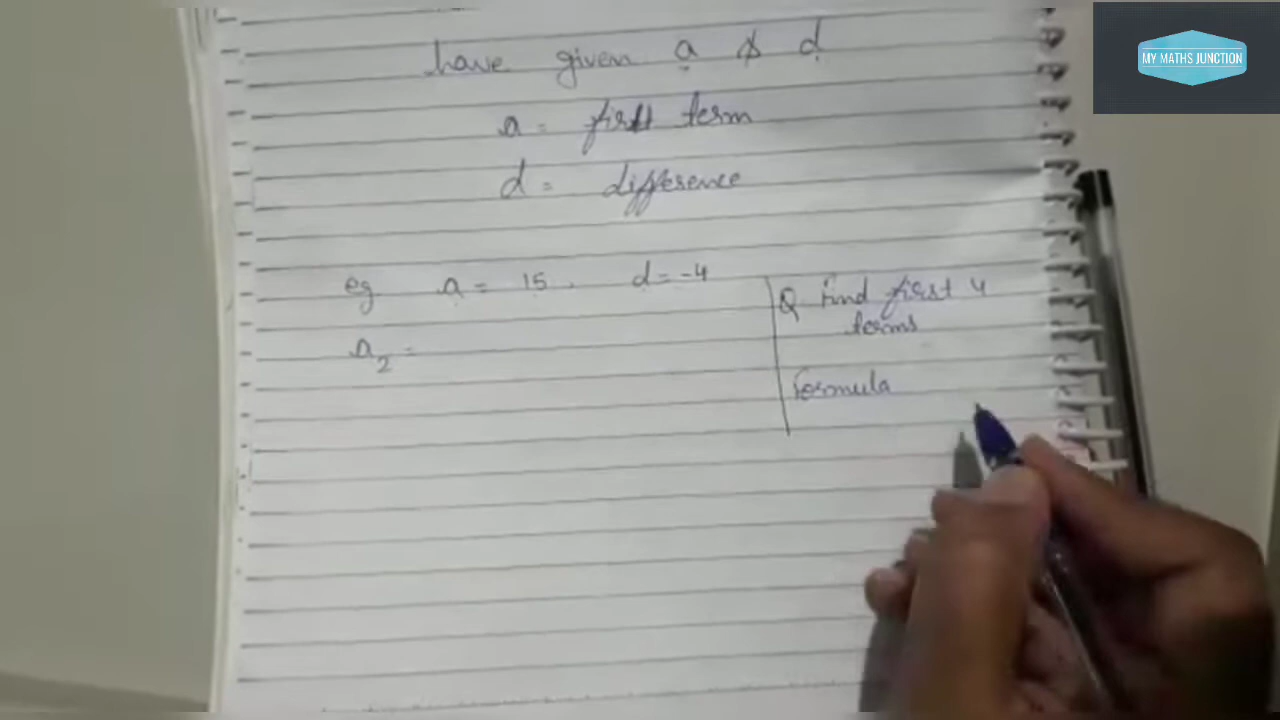 MY MATHS JUNCTION
have given a & d
a = first term
d = difference
eg a = 15. d = -4
Q Find first 4
terms
a₂ =
Formula